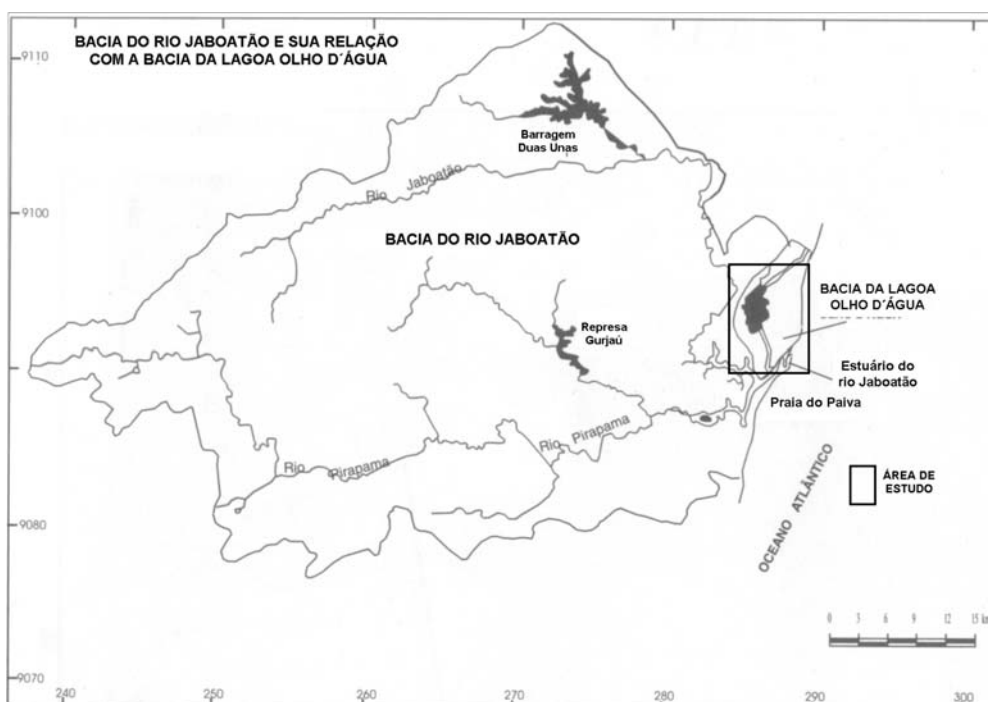 BACIA DO RIO JABOATÃO E SUA RELAÇÃO
COM A BACIA DA LAGOA OLHO D´ÁGUA
9110
Barragem
Duas Unas
Rio Jaboatão
9100
BACIA DO RIO JABOATÃO
BACIA DA LAGOA
OLHO D´ÁGUA
Represa
Gurjaú
Estuário do
rio Jaboatão
Praia do Paiva
Rio Pirapama
Rio Pirapama
ÁREA DE
ESTUDO
OCEANO ATLÂNTICO
9080
0 3 6 9 12 15 km
9070
240 250 260 270 280 290 300